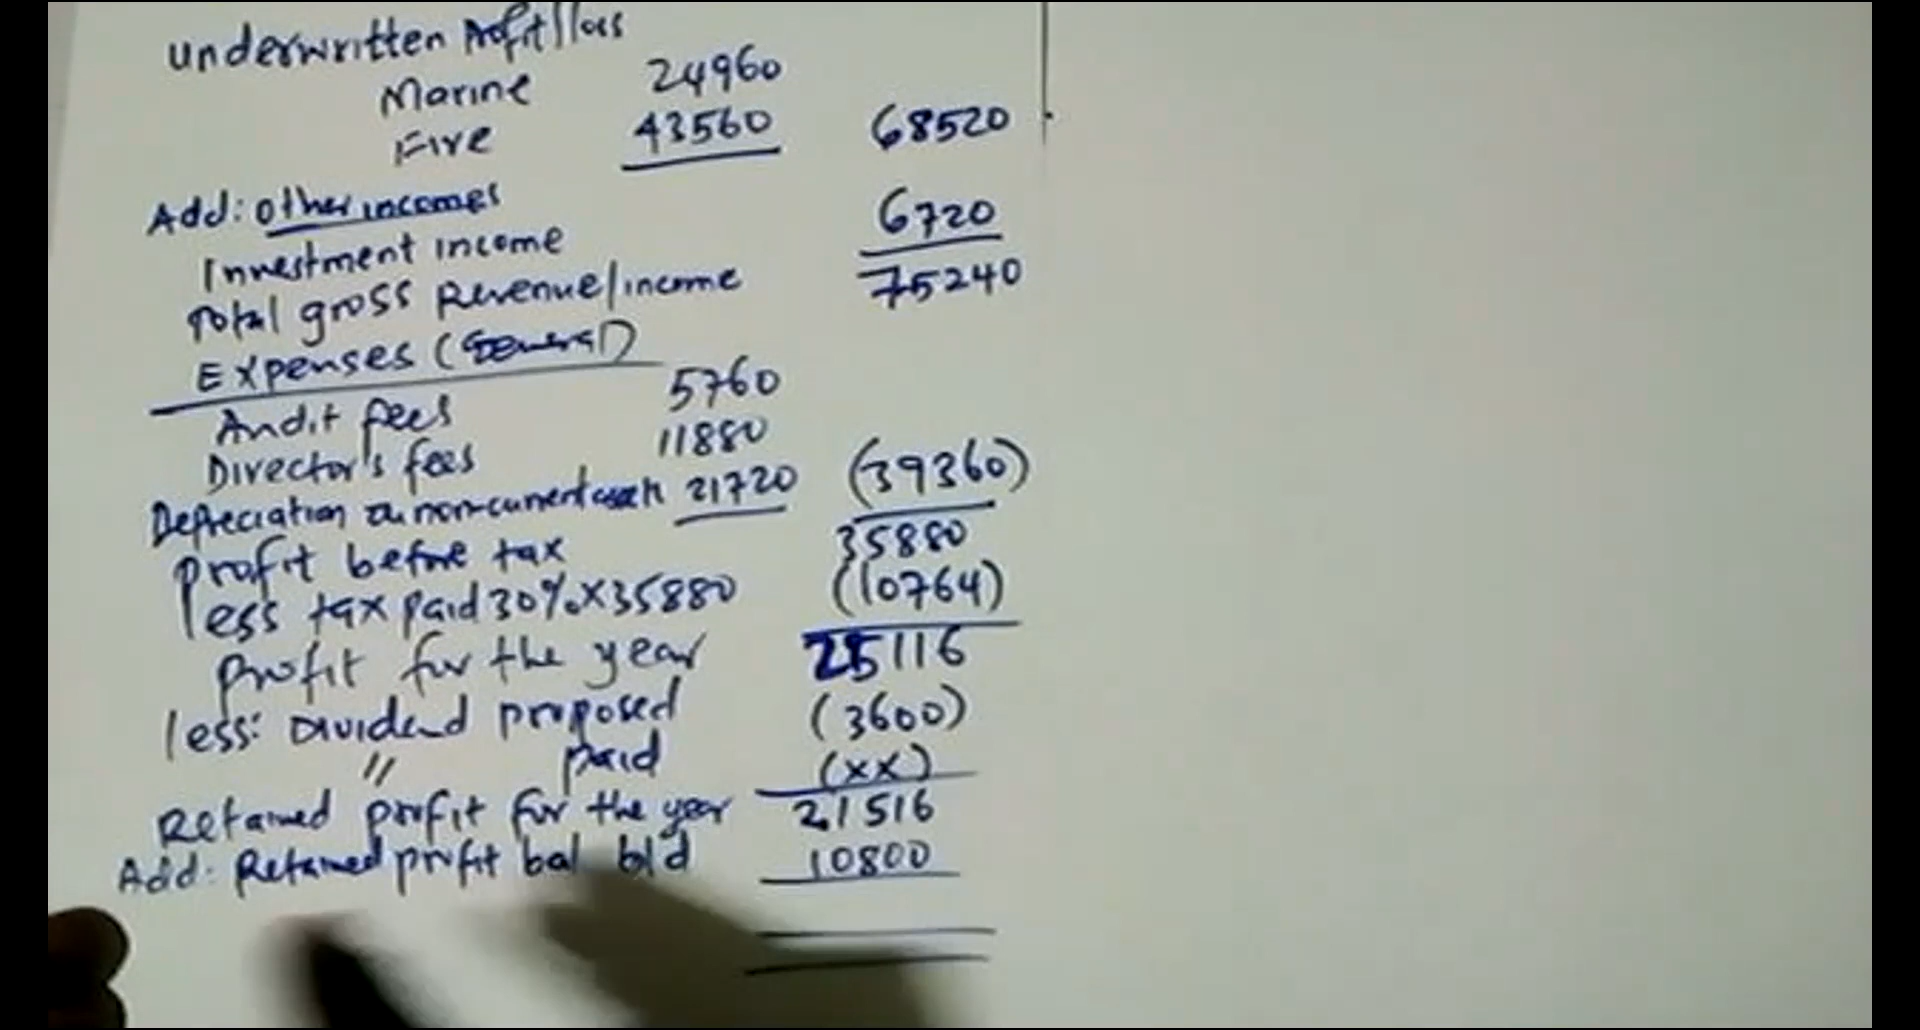 underwritten Profit/loss
Marine 24960
Fire 43560 68520
Add: other incomes
Investment income 6720
Total gross Revenue/income 75240
Expenses (General)
Audit fees 5760
Director's fees 11880
Depreciation on non-current assets 21720 (39360)
Profit before tax 35880
less tax paid 30% X 35880 (10764)
profit for the year 25116
less: Dividend proposed (3600)
" paid (xx)
Retained profit for the year 21516
Add: Retained profit bal b/d 10800